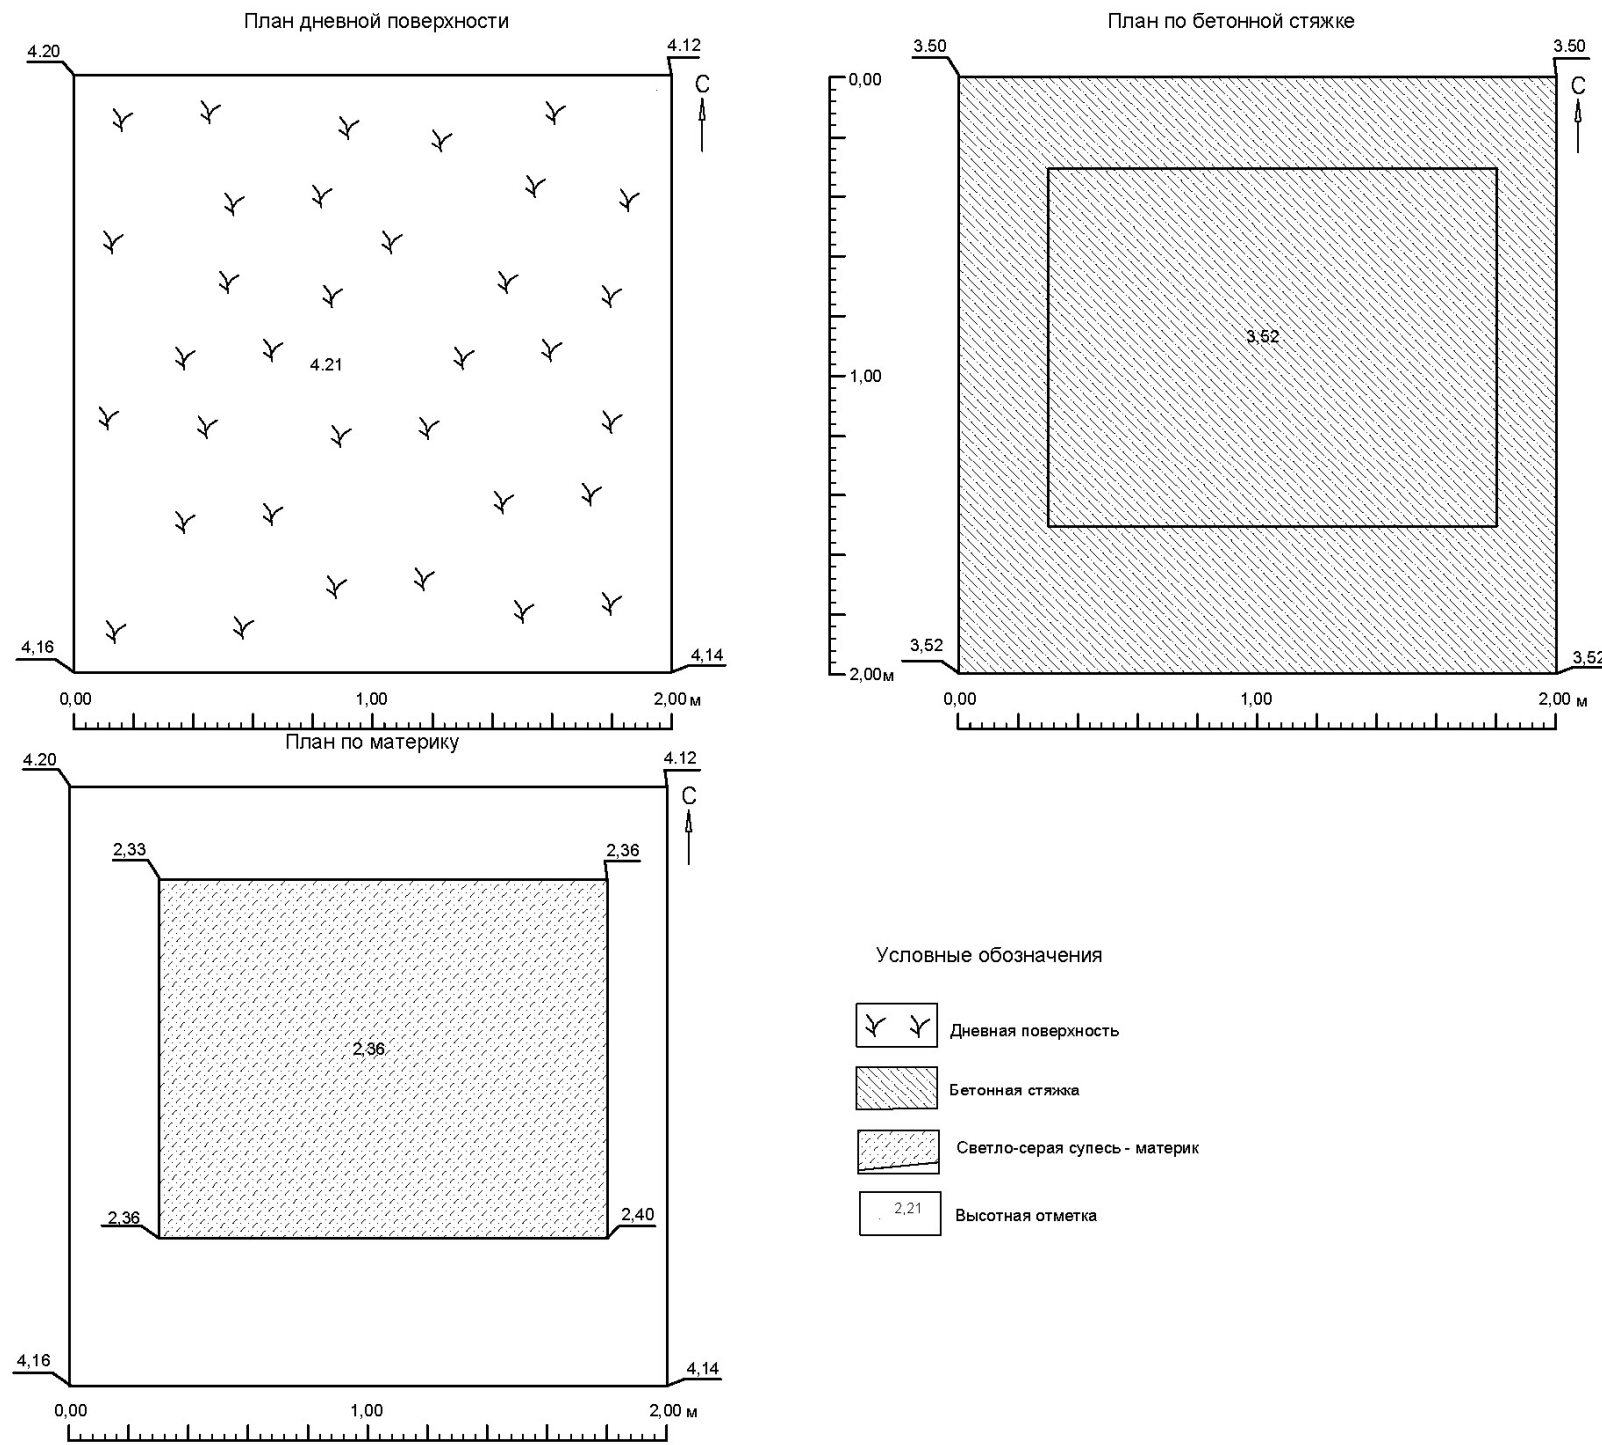 План дневной поверхности
4.20
4.12
С
4.21
4,16
4,14
0,00 1,00 2,00 м
План по бетонной стяжке
3.50
3.50
0,00
С
3,52
1,00
3,52
3,52
2,00м
0,00 1,00 2,00 м
План по материку
4.20
4.12
С
2,33
2,36
2,36
2,36
2,40
4,16
4,14
0,00 1,00 2,00 м
Условные обозначения
Дневная поверхность
Бетонная стяжка
Светло-серая супесь - материк
2,21
Высотная отметка